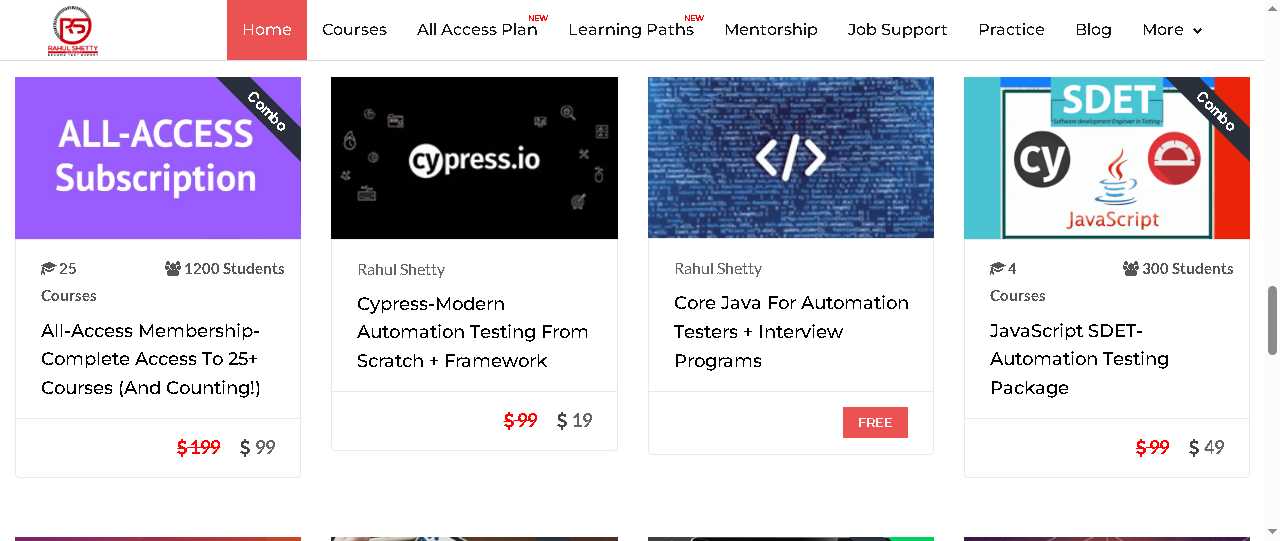 RAHUL SHETTY
Home
Courses
All Access Plan NEW
Learning Paths NEW
Mentorship
Job Support
Practice
Blog
More
ALL-ACCESS
Subscription
Combo
25
Courses
1200 Students
All-Access Membership-
Complete Access To 25+
Courses (And Counting!)
$199 $ 99
cypress.io
Rahul Shetty
Cypress-Modern
Automation Testing From
Scratch + Framework
$99 $ 19
</>
Rahul Shetty
Core Java For Automation
Testers + Interview
Programs
FREE
SDET
"Software development Engineer in Testing"
Combo
cy
JavaScript
4
Courses
300 Students
JavaScript SDET-
Automation Testing
Package
$99 $ 49